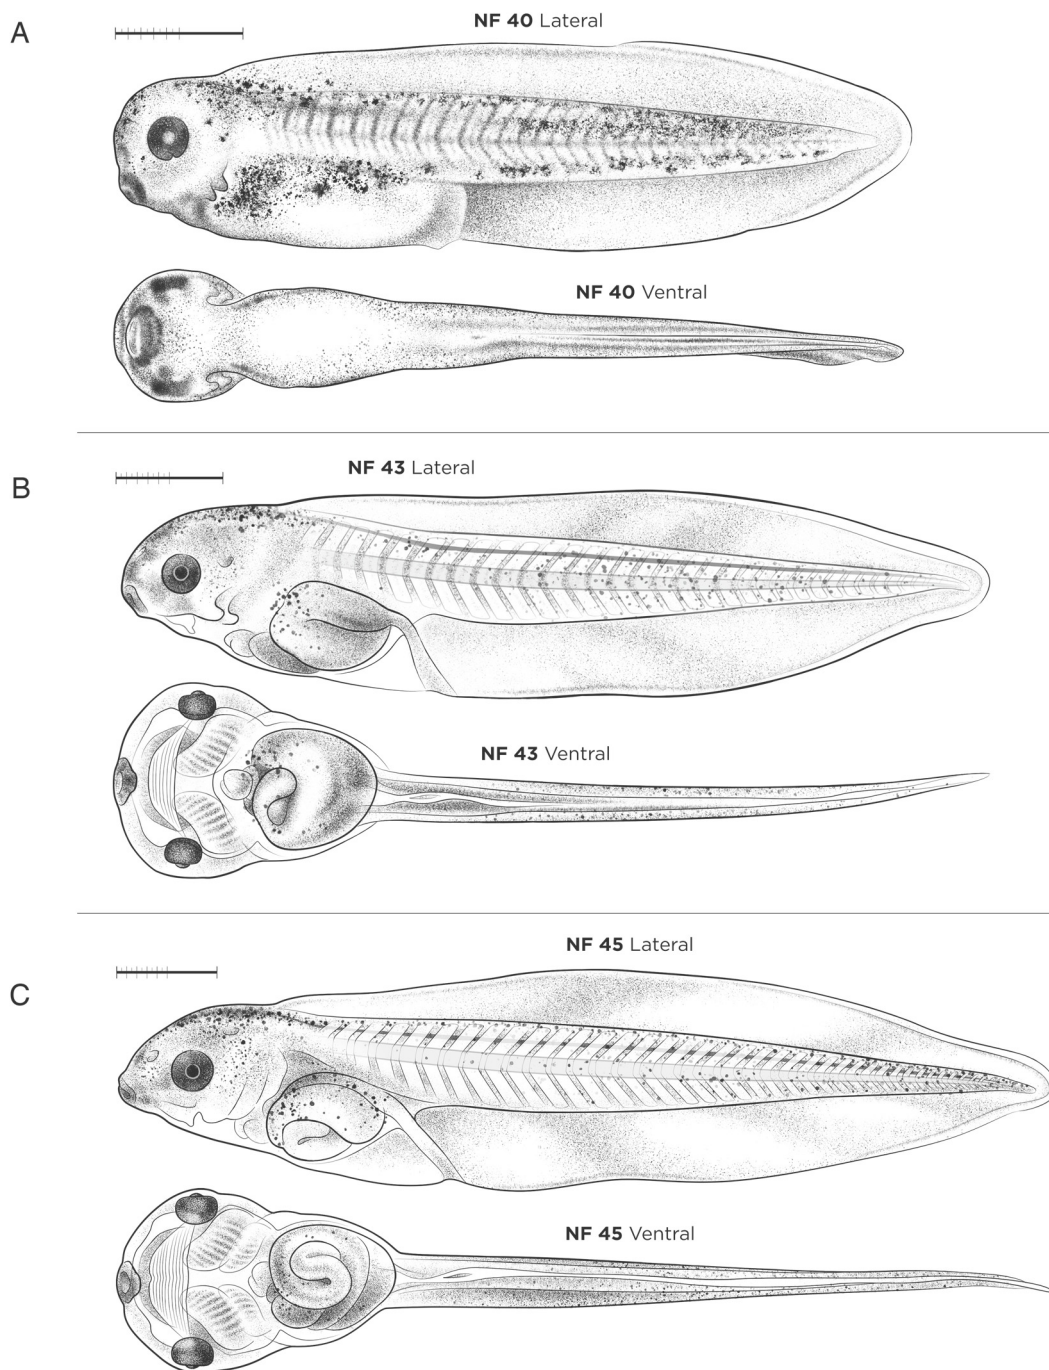 A
NF 40 Lateral
NF 40 Ventral
B
NF 43 Lateral
NF 43 Ventral
C
NF 45 Lateral
NF 45 Ventral